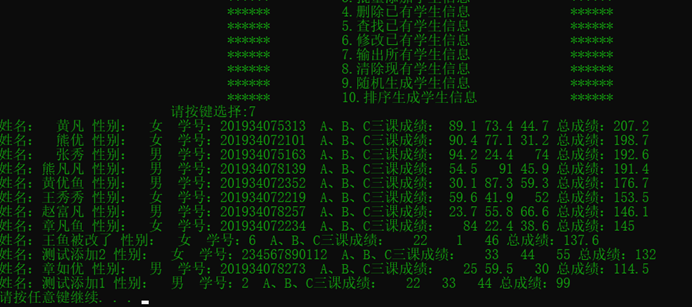 ****** 4.删除已有学生信息 ******
****** 5.查找已有学生信息 ******
****** 6.修改已有学生信息 ******
****** 7.输出所有学生信息 ******
****** 8.清除现有学生信息 ******
****** 9.随机生成学生信息 ******
****** 10.排序生成学生信息 ******
请按键选择:7
姓名: 黄凡 性别: 女 学号:201934075313 A、B、C三课成绩: 89.1 73.4 44.7 总成绩:207.2
姓名: 熊优 性别: 女 学号:201934072101 A、B、C三课成绩: 90.4 77.1 31.2 总成绩:198.7
姓名: 张秀 性别: 男 学号:201934075163 A、B、C三课成绩: 94.2 24.4 74 总成绩:192.6
姓名: 熊凡凡 性别: 男 学号:201934078139 A、B、C三课成绩: 54.5 91 45.9 总成绩:191.4
姓名: 黄优鱼 性别: 男 学号:201934072352 A、B、C三课成绩: 30.1 87.3 59.3 总成绩:176.7
姓名: 王秀秀 性别: 女 学号:201934072219 A、B、C三课成绩: 59.6 41.9 52 总成绩:153.5
姓名: 赵富凡 性别: 男 学号:201934078257 A、B、C三课成绩: 23.7 55.8 66.6 总成绩:146.1
姓名: 章凡鱼 性别: 女 学号:201934072234 A、B、C三课成绩: 84 22.4 38.6 总成绩:145
姓名: 王鱼被改了 性别: 女 学号:6 A、B、C三课成绩: 22 1 46 总成绩:137.6
姓名: 测试添加2 性别: 女 学号:234567890112 A、B、C三课成绩: 33 44 55 总成绩:132
姓名: 章如优 性别: 男 学号:201934078273 A、B、C三课成绩: 25 59.5 30 总成绩:114.5
姓名: 测试添加1 性别: 男 学号:2 A、B、C三课成绩: 22 33 44 总成绩:99
请按任意键继续. . .